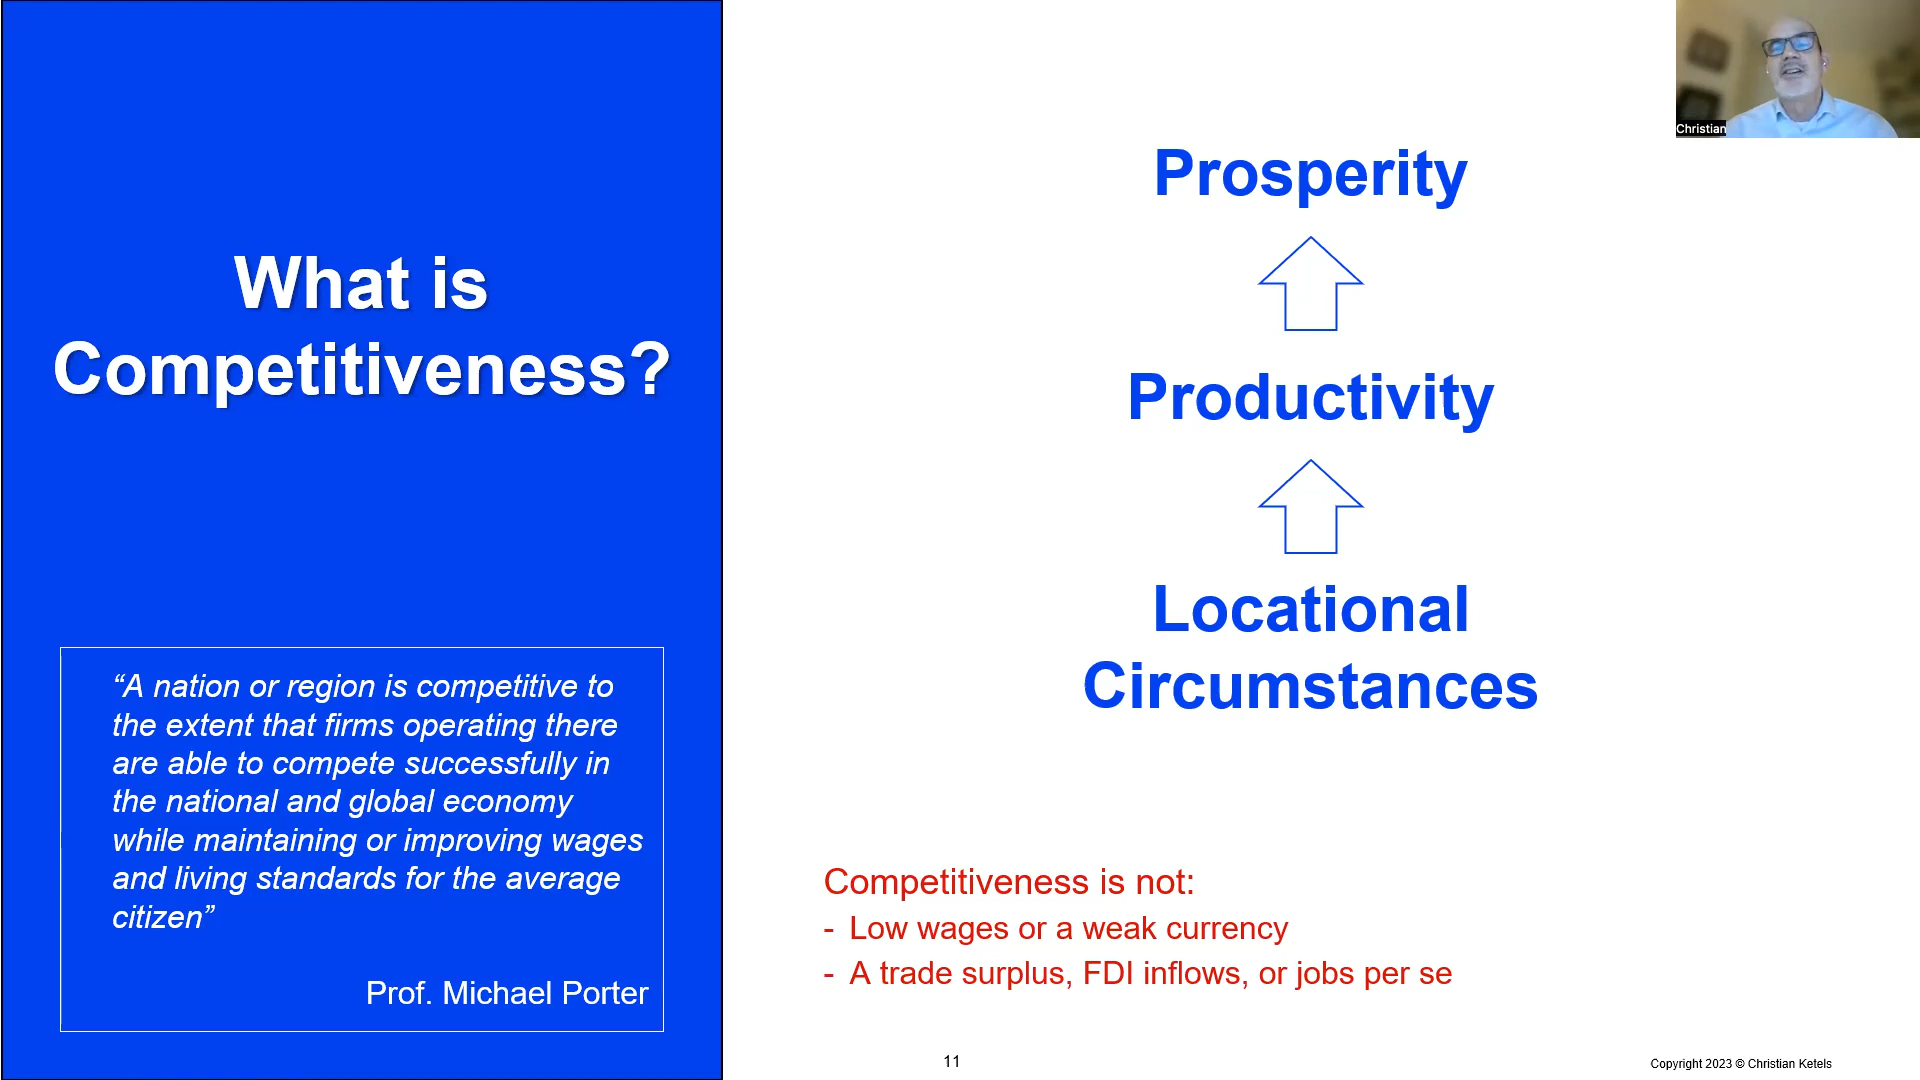 What is
Competitiveness?
“A nation or region is competitive to
the extent that firms operating there
are able to compete successfully in
the national and global economy
while maintaining or improving wages
and living standards for the average
citizen”
Prof. Michael Porter
Prosperity
Productivity
Locational
Circumstances
Competitiveness is not:
- Low wages or a weak currency
- A trade surplus, FDI inflows, or jobs per se
11
Copyright 2023 © Christian Ketels
Christian